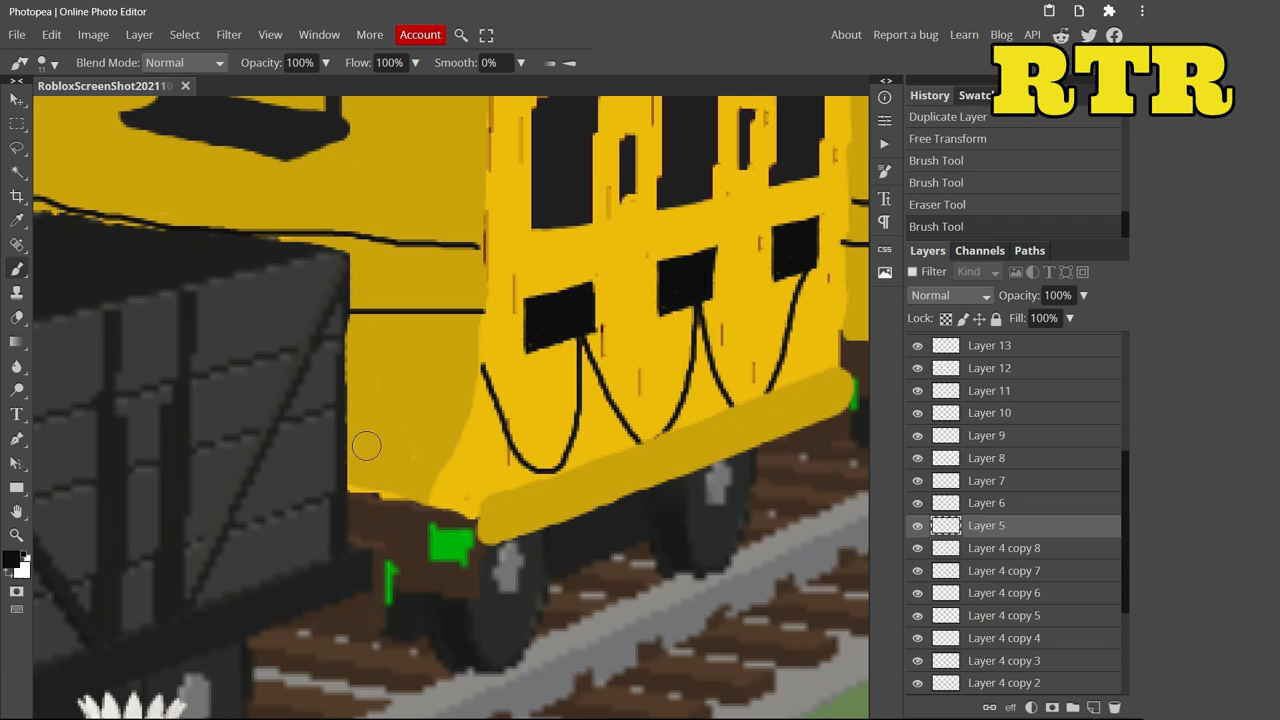 Photopea | Online Photo Editor
File Edit Image Layer Select Filter View Window More Account
About Report a bug Learn Blog API
Blend Mode: Normal Opacity: 100% Flow: 100% Smooth: 0%
11
RobloxScreenShot202110
RTR
History Swatc
Duplicate Layer
Free Transform
Brush Tool
Brush Tool
Eraser Tool
Brush Tool
Layers Channels Paths
Filter Kind
Normal Opacity: 100%
Lock: Fill: 100%
CSS
Layer 13
Layer 12
Layer 11
Layer 10
Layer 9
Layer 8
Layer 7
Layer 6
Layer 5
Layer 4 copy 8
Layer 4 copy 7
Layer 4 copy 6
Layer 4 copy 5
Layer 4 copy 4
Layer 4 copy 3
Layer 4 copy 2
eff